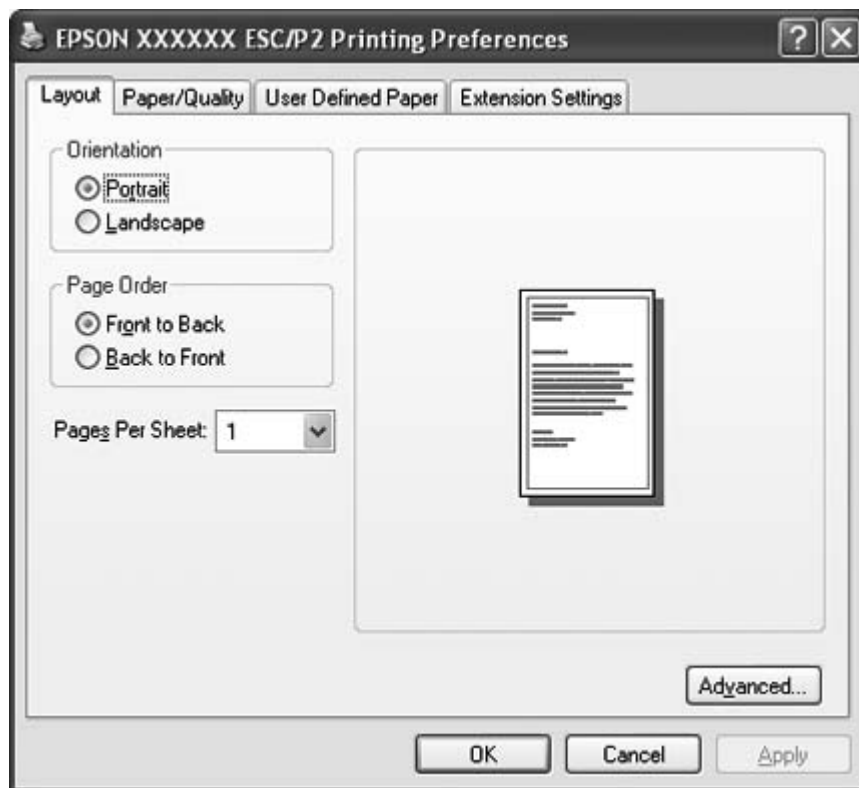 EPSON XXXXXX ESC/P2 Printing Preferences
Layout Paper/Quality User Defined Paper Extension Settings
Orientation
Portrait
Landscape
Page Order
Front to Back
Back to Front
Pages Per Sheet: 1
Advanced...
OK Cancel Apply